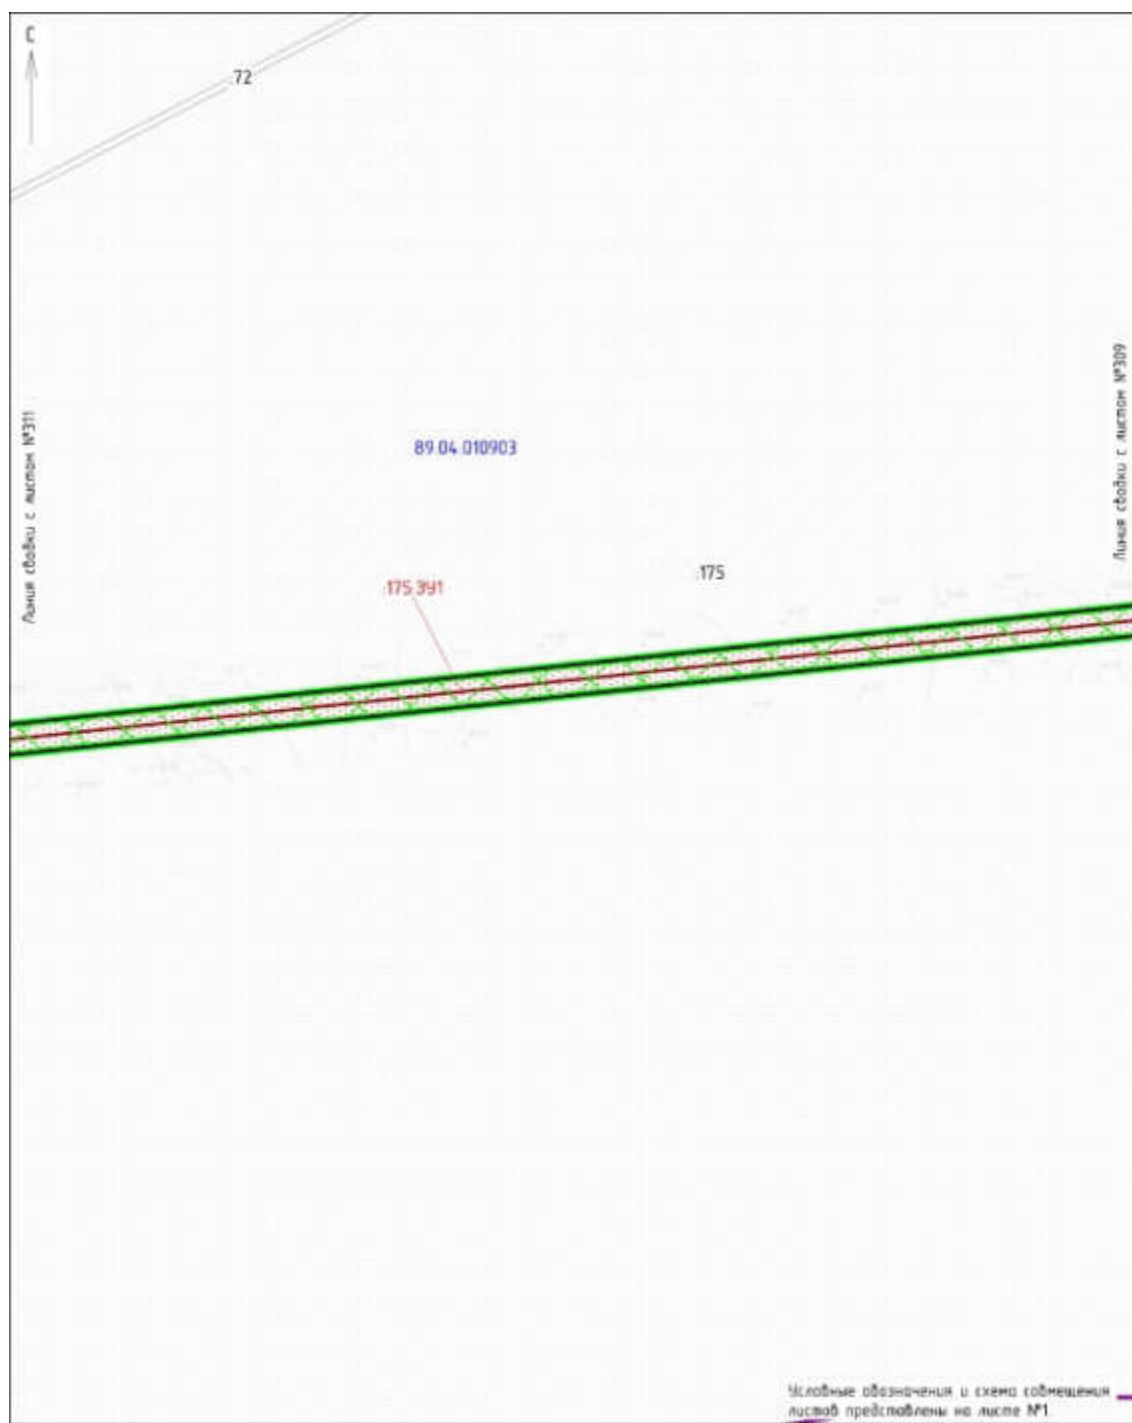 С
:72
Линия сводки с листом №311
Линия сводки с листом №309
89:04:010903
:175
:175:ЗУ1
Условные обозначения и схема совмещения
листов представлены на листе №1